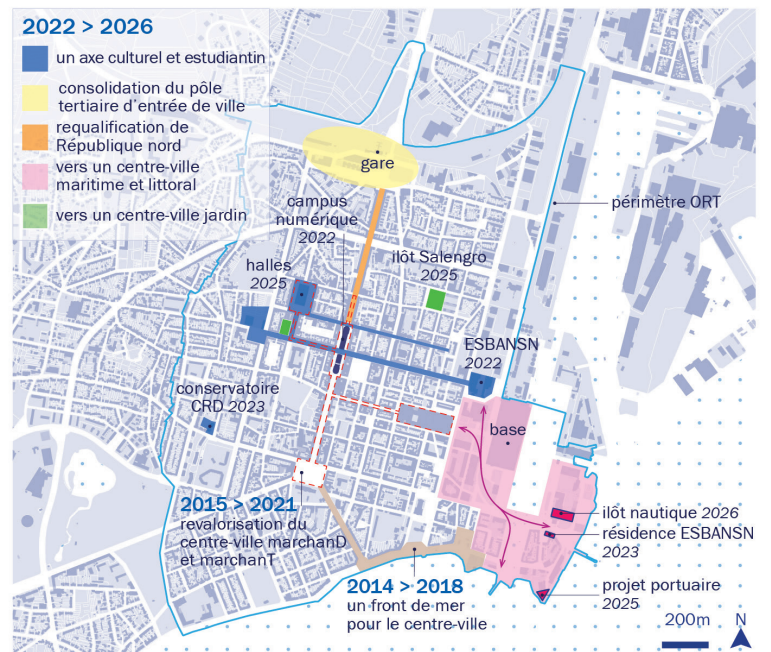 2022 > 2026
un axe culturel et estudiantin
consolidation du pôle
tertiaire d'entrée de ville
requalification de
République nord
vers un centre-ville
maritime et littoral
vers un centre-ville jardin
gare
campus
numérique
2022
périmètre ORT
halles
2025
ilôt Salengro
2025
ESBANSN
2022
conservatoire
CRD 2023
base
2015 > 2021
revalorisation du
centre-ville marchanD
et marchanT
ilôt nautique 2026
résidence ESBANSN
2023
2014 > 2018
un front de mer
pour le centre-ville
projet portuaire
2025
200m
N